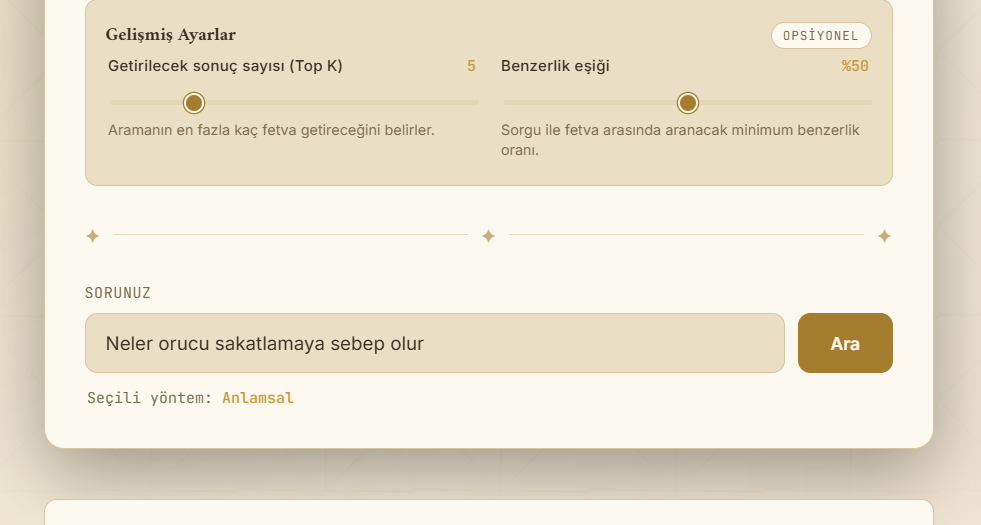 Gelişmiş Ayarlar
OPSİYONEL
Getirilecek sonuç sayısı (Top K)
5
Aramanın en fazla kaç fetva getireceğini belirler.
Benzerlik eşiği
%50
Sorgu ile fetva arasında aranacak minimum benzerlik
oranı.
SORUNUZ
Neler orucu sakatlamaya sebep olur
Ara
Seçili yöntem: Anlamsal